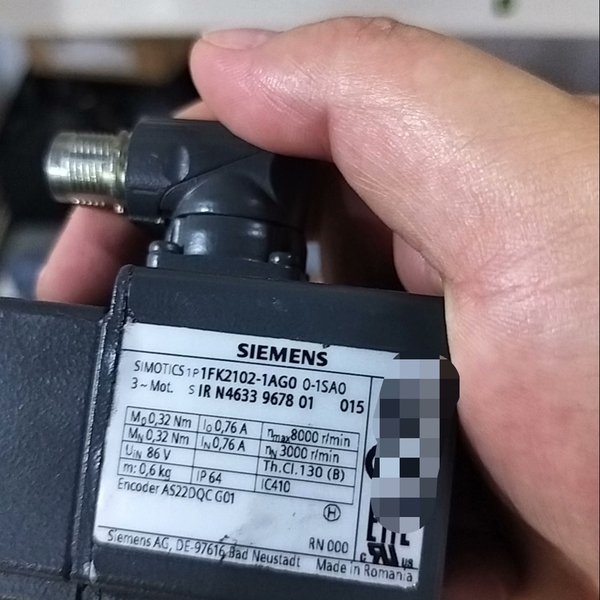 SIEMENS
SIMOTICS 1P 1FK2102-1AG0 0-1SA0
3 ~ Mot. S IR N4633 9678 01 015
M0 0,32 Nm I0 0,76 A nmax 8000 r/min
MN 0,32 Nm IN 0,76 A nN 3000 r/min
UIN 86 V Th.Cl.130 (B)
m: 0,6 kg IP 64 IC410
Encoder AS22DQC G01
H
RN 000
Siemens AG, DE-97616 Bad Neustadt Made in Romania
c us